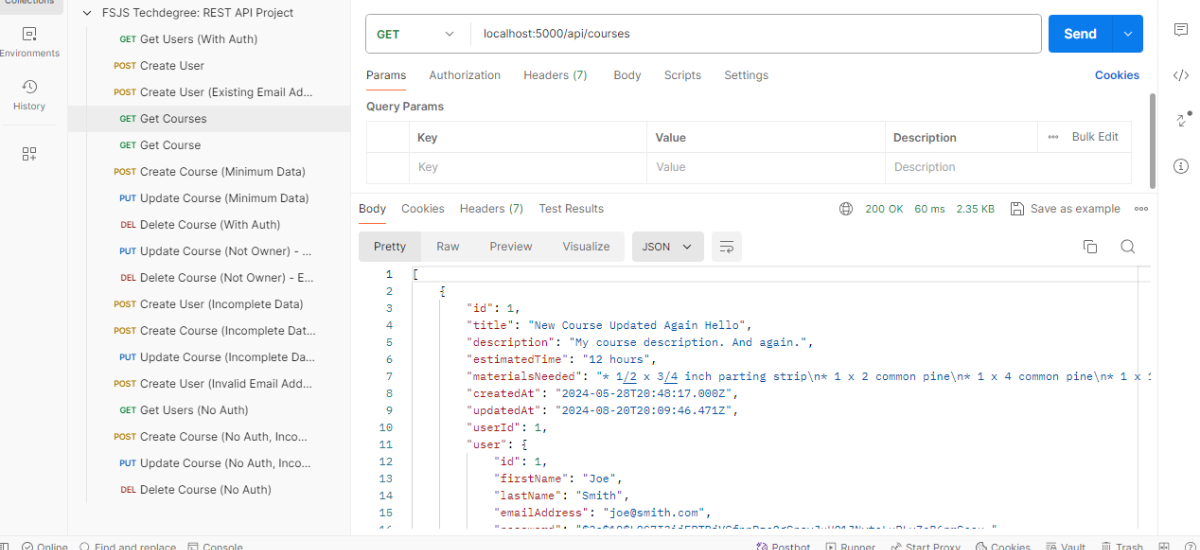 Collections
Environments
History
FSJS Techdegree: REST API Project
GET Get Users (With Auth)
POST Create User
POST Create User (Existing Email Ad...
GET Get Courses
GET Get Course
POST Create Course (Minimum Data)
PUT Update Course (Minimum Data)
DEL Delete Course (With Auth)
PUT Update Course (Not Owner) - ...
DEL Delete Course (Not Owner) - E...
POST Create User (Incomplete Data)
POST Create Course (Incomplete Dat...
PUT Update Course (Incomplete Da...
POST Create User (Invalid Email Add...
GET Get Users (No Auth)
POST Create Course (No Auth, Inco...
PUT Update Course (No Auth, Inco...
DEL Delete Course (No Auth)
GET localhost:5000/api/courses Send
Params Authorization Headers (7) Body Scripts Settings Cookies
Query Params
Key Value Description ••• Bulk Edit
Key Value Description
Body Cookies Headers (7) Test Results 200 OK 60 ms 2.35 KB Save as example •••
Pretty Raw Preview Visualize JSON
1 [
2 {
3 "id": 1,
4 "title": "New Course Updated Again Hello",
5 "description": "My course description. And again.",
6 "estimatedTime": "12 hours",
7 "materialsNeeded": "* 1/2 x 3/4 inch parting strip\n* 1 x 2 common pine\n* 1 x 4 common pine\n* 1 x 1
8 "createdAt": "2024-05-28T20:48:17.000Z",
9 "updatedAt": "2024-08-20T20:09:46.471Z",
10 "userId": 1,
11 "user": {
12 "id": 1,
13 "firstName": "Joe",
14 "lastName": "Smith",
15 "emailAddress": "joe@smith.com",
16 "password":
Online Find and replace Console Postbot Runner Start Proxy Cookies Vault Trash